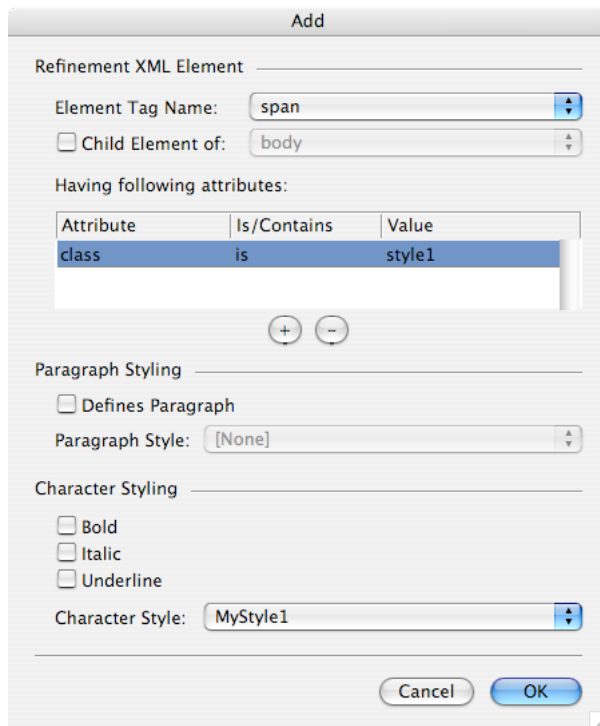 Add
Refinement XML Element
Element Tag Name: span
Child Element of: body
Having following attributes:
Attribute Is/Contains Value
class is style1
+ -
Paragraph Styling
Defines Paragraph
Paragraph Style: [None]
Character Styling
Bold
Italic
Underline
Character Style: MyStyle1
Cancel OK